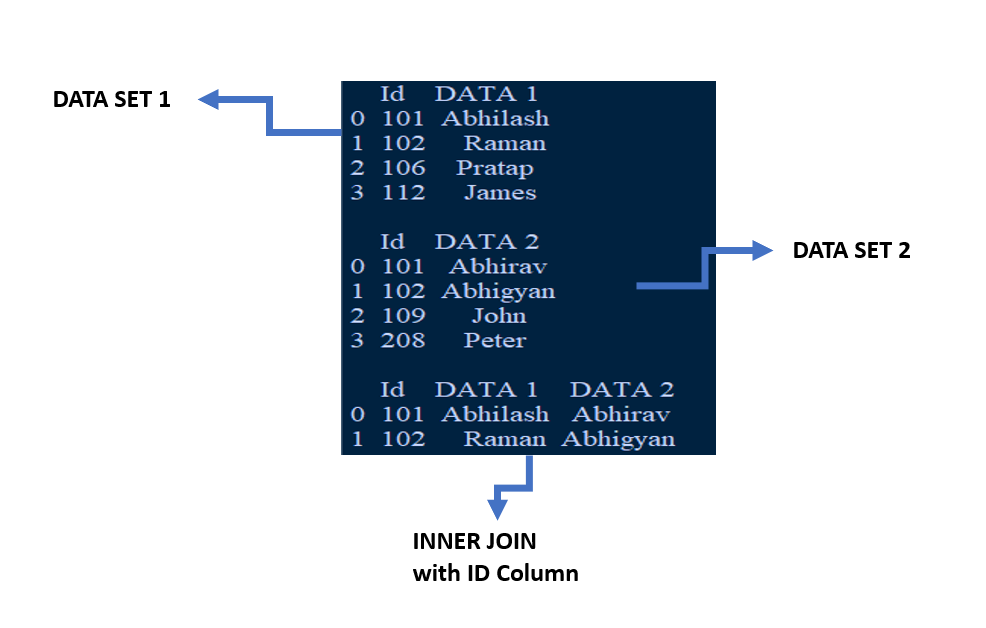 DATA SET 1
Id DATA 1
0 101 Abhilash
1 102 Raman
2 106 Pratap
3 112 James
Id DATA 2
0 101 Abhirav
1 102 Abhigyan
2 109 John
3 208 Peter
DATA SET 2
Id DATA 1 DATA 2
0 101 Abhilash Abhirav
1 102 Raman Abhigyan
INNER JOIN
with ID Column